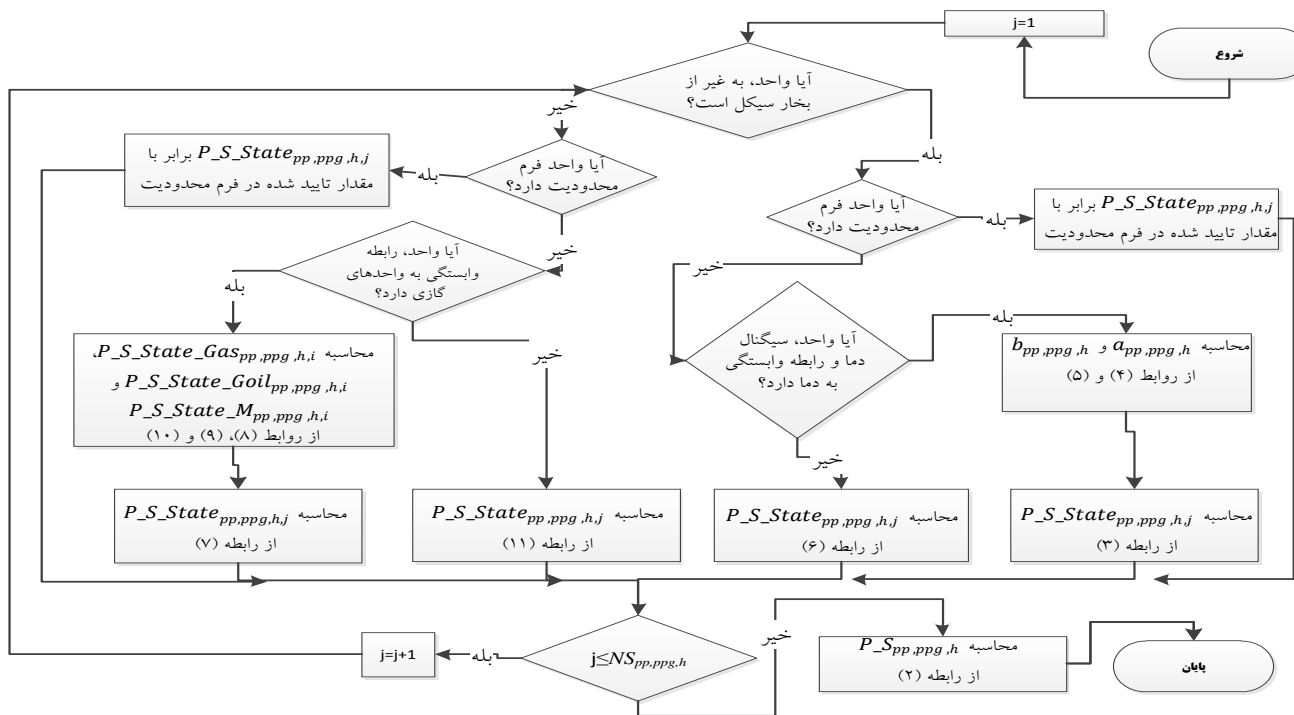 شروع
j=1
آیا واحد، به غیر از
بخار سیکل است؟
خیر
بله
آیا واحد فرم
محدودیت دارد؟
بله
P_S_State_{pp,ppg,h,j} برابر با
مقدار تایید شده در فرم محدودیت
خیر
آیا واحد فرم
محدودیت دارد؟
بله
P_S_State_{pp,ppg,h,j} برابر با
مقدار تایید شده در فرم محدودیت
خیر
آیا واحد، رابطه
وابستگی به واحدهای
گازی دارد؟
بله
خیر
آیا واحد، سیگنال
دما و رابطه وابستگی
به دما دارد؟
بله
خیر
محاسبه P_S_State_Gas_{pp,ppg,h,i}،
P_S_State_Goil_{pp,ppg,h,i} و
P_S_State_M_{pp,ppg,h,i}
از روابط (۸)، (۹) و (۱۰)
محاسبه a_{pp,ppg,h} و b_{pp,ppg,h}
از روابط (۴) و (۵)
محاسبه P_S_State_{pp,ppg,h,j}
از رابطه (۷)
محاسبه P_S_State_{pp,ppg,h,j}
از رابطه (۱۱)
محاسبه P_S_State_{pp,ppg,h,j}
از رابطه (۶)
محاسبه P_S_State_{pp,ppg,h,j}
از رابطه (۳)
j≤NS_{pp,ppg,h}
بله
j=j+1
خیر
محاسبه P_S_{pp,ppg,h}
از رابطه (۲)
پایان